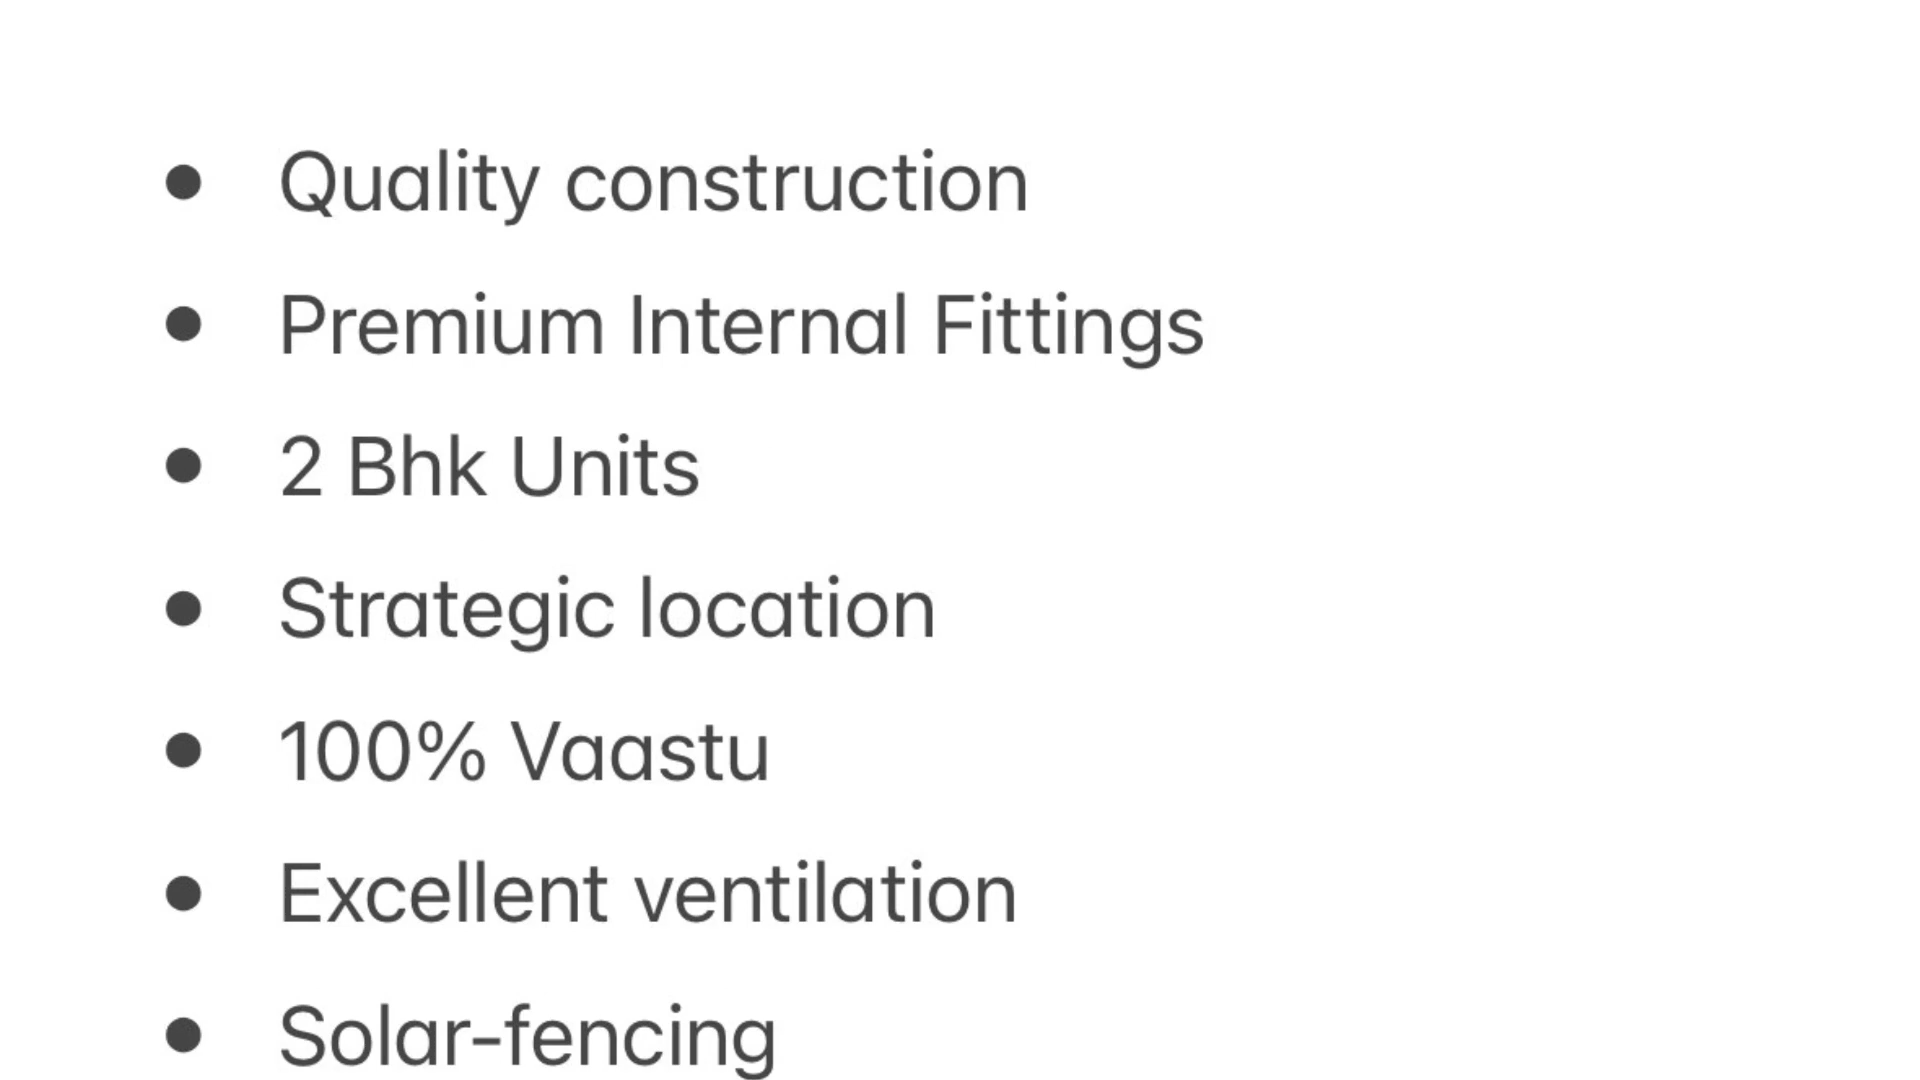 • Quality construction
• Premium Internal Fittings
• 2 Bhk Units
• Strategic location
• 100% Vaastu
• Excellent ventilation
• Solar-fencing